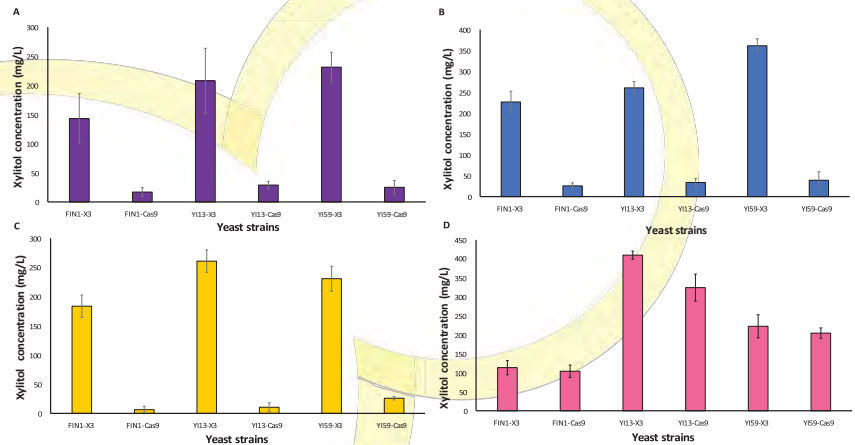 A
Xylitol concentration (mg/L)
300
250
200
150
100
50
0
FIN1-X3 FIN1-Cas9 YI13-X3 YI13-Cas9 YI59-X3 YI59-Cas9
Yeast strains
B
Xylitol concentration (mg/L)
400
350
300
250
200
150
100
50
0
FIN1-X3 FIN1-Cas9 YI13-X3 YI13-Cas9 YI59-X3 YI59-Cas9
Yeast strains
C
Xylitol concentration (mg/L)
300
250
200
150
100
50
0
FIN1-X3 FIN1-Cas9 YI13-X3 YI13-Cas9 YI59-X3 YI59-Cas9
Yeast strains
D
Xylitol concentration (mg/L)
450
400
350
300
250
200
150
100
50
0
FIN1-X3 FIN1-Cas9 YI13-X3 YI13-Cas9 YI59-X3 YI59-Cas9
Yeast strains